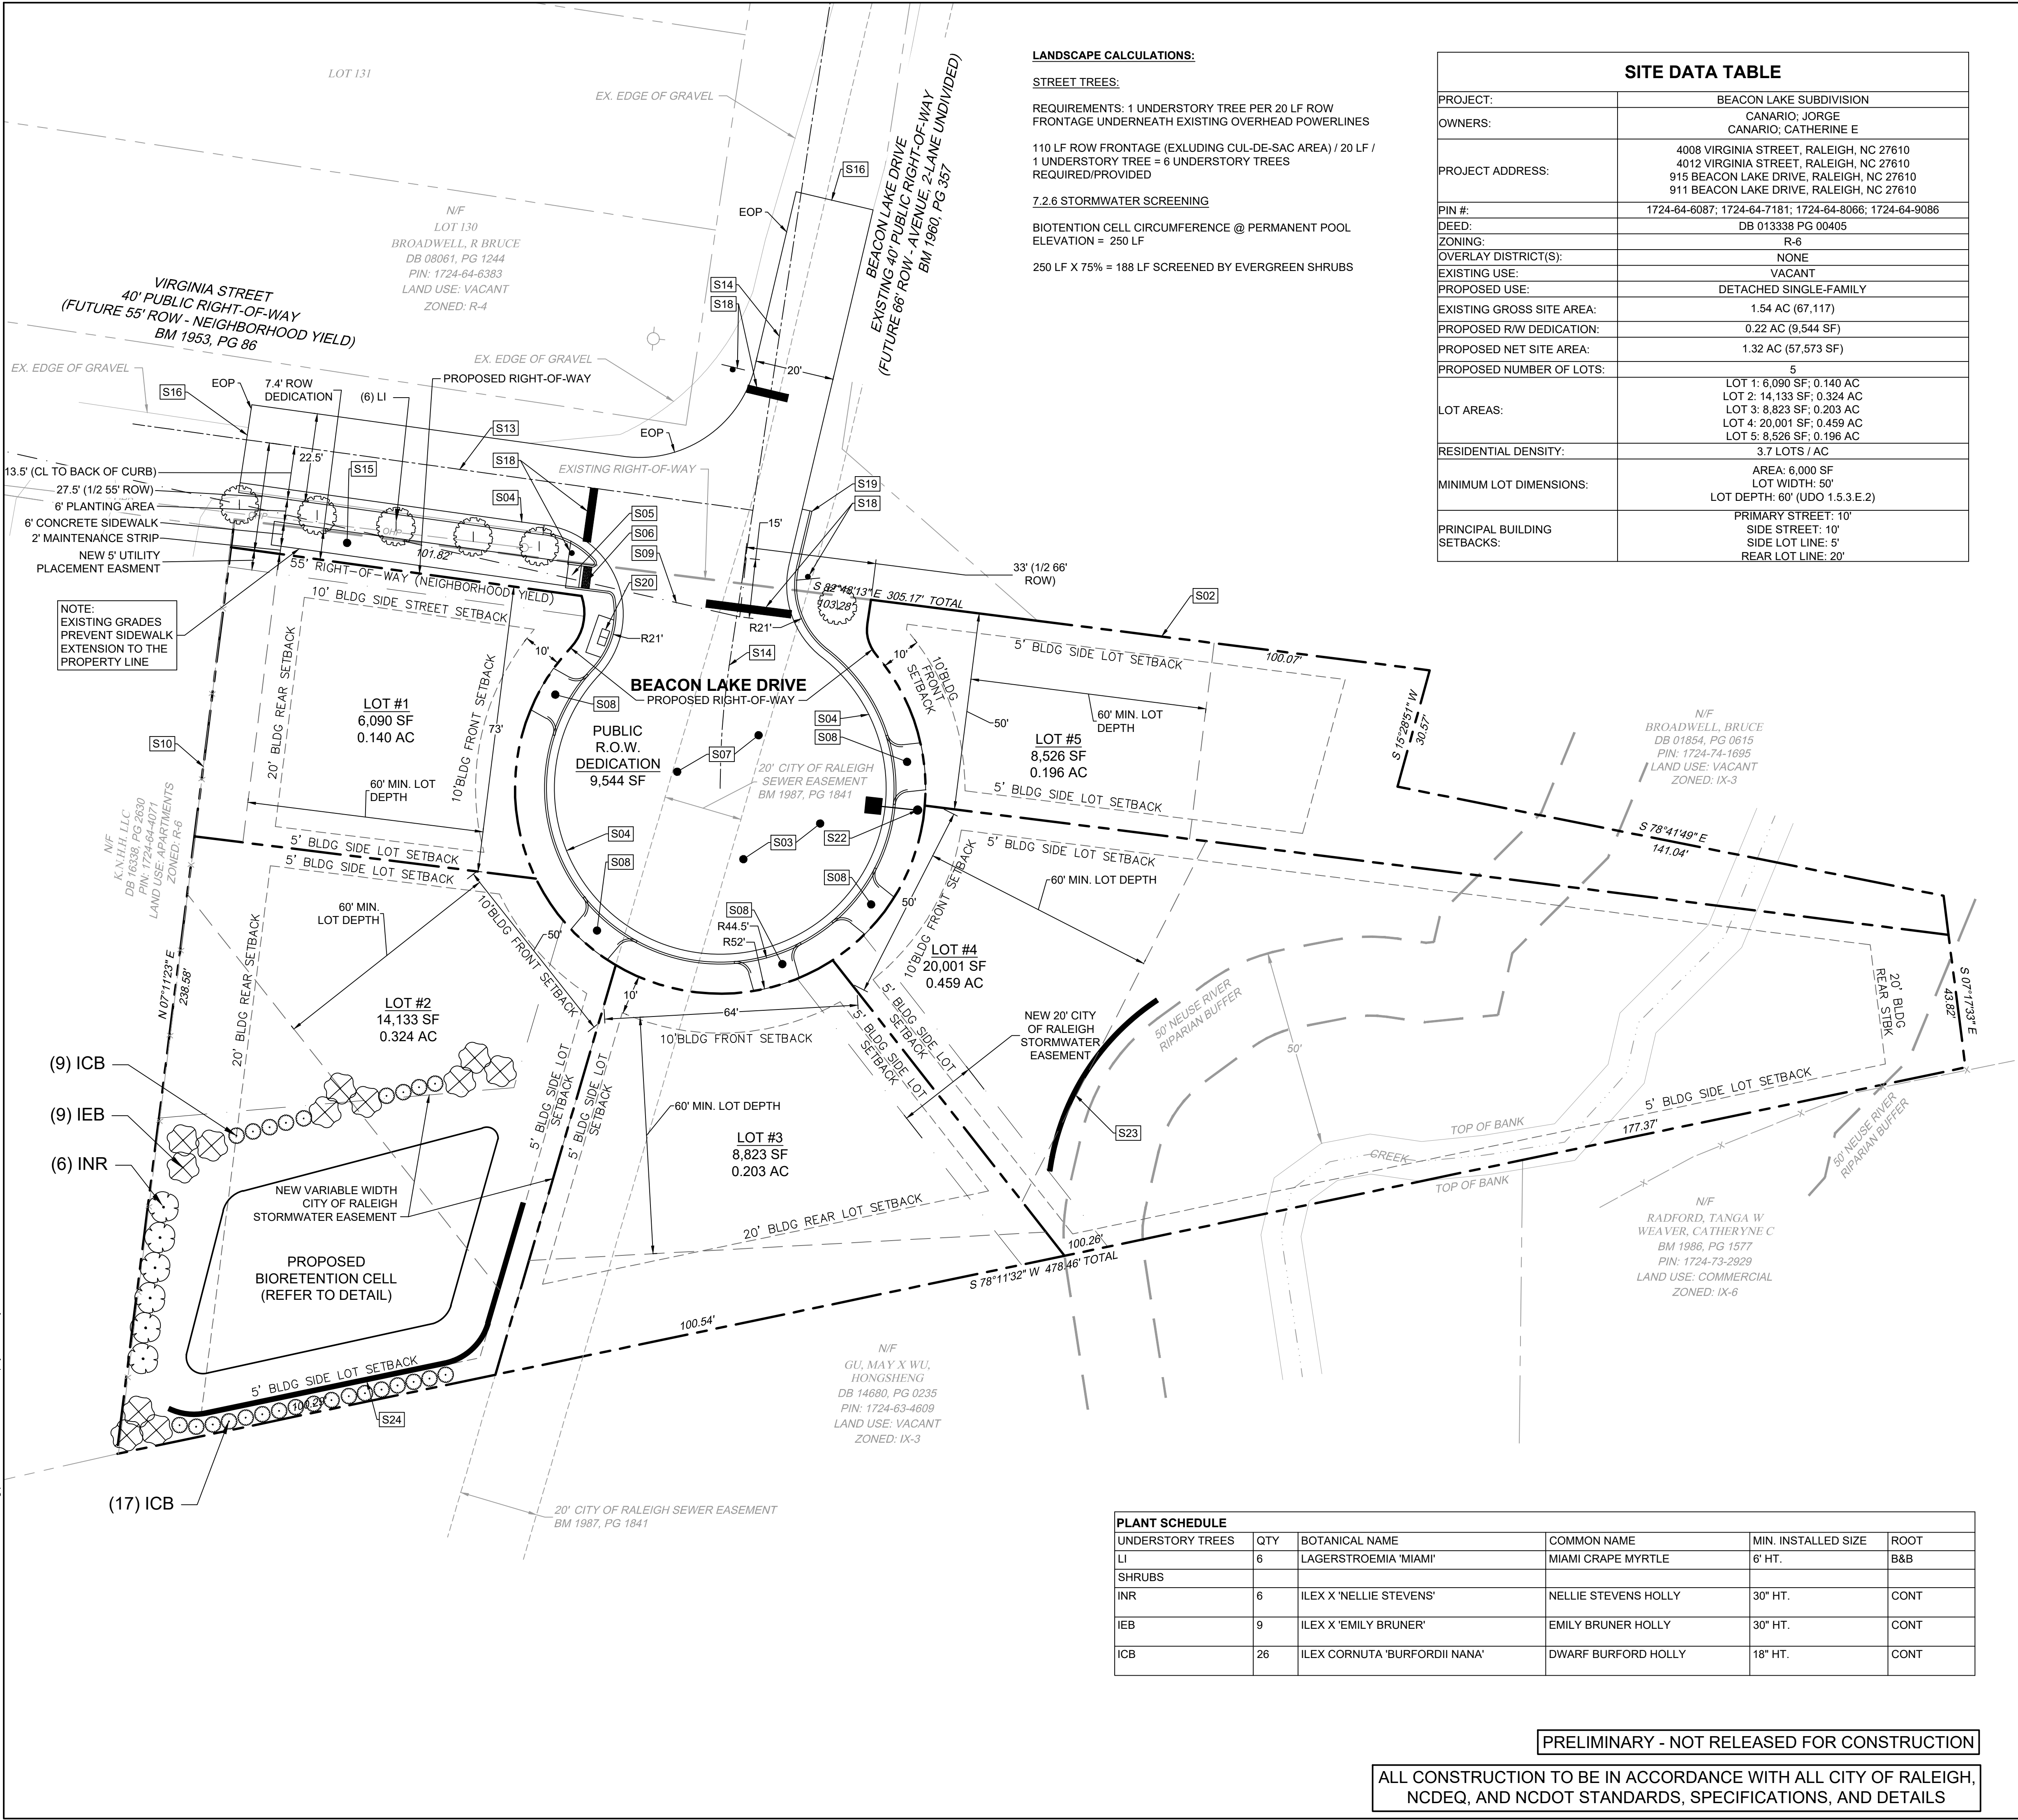 LOT 131
EX. EDGE OF GRAVEL
N/F
LOT 130
BROADWELL, R BRUCE
DB 08061, PG 1244
PIN: 1724-64-6383
LAND USE: VACANT
ZONED: R-4
VIRGINIA STREET
40' PUBLIC RIGHT-OF-WAY
(FUTURE 55' ROW - NEIGHBORHOOD YIELD)
BM 1953, PG 86
BEACON LAKE DRIVE
EXISTING 40' PUBLIC RIGHT-OF-WAY
(FUTURE 66' ROW - AVENUE, 2-LANE UNDIVIDED)
BM 1960, PG 357
S16
EOP
S14
S18
20'
EX. EDGE OF GRAVEL
EX. EDGE OF GRAVEL
S16
EOP
7.4' ROW
DEDICATION
(6) LI
PROPOSED RIGHT-OF-WAY
S13
EOP
22.5'
S15
S18
EXISTING RIGHT-OF-WAY
S04
S05
S06
S09
S20
S19
S18
15'
13.5' (CL TO BACK OF CURB)
27.5' (1/2 55' ROW)
6' PLANTING AREA
6' CONCRETE SIDEWALK
2' MAINTENANCE STRIP
NEW 5' UTILITY
PLACEMENT EASMENT
OHP
101.82'
55' RIGHT-OF-WAY (NEIGHBORHOOD YIELD)
10' BLDG SIDE STREET SETBACK
NOTE:
EXISTING GRADES
PREVENT SIDEWALK
EXTENSION TO THE
PROPERTY LINE
33' (1/2 66'
ROW)
S 82°48'13" E 305.17' TOTAL
103.28'
S02
100.07'
R21'
R21'
S14
10'
10'
BEACON LAKE DRIVE
PROPOSED RIGHT-OF-WAY
20' BLDG REAR SETBACK
LOT #1
6,090 SF
0.140 AC
10'BLDG FRONT SETBACK
73'
60' MIN. LOT
DEPTH
S10
S08
PUBLIC
R.O.W.
DEDICATION
9,544 SF
S07
20' CITY OF RALEIGH
SEWER EASEMENT
BM 1987, PG 1841
S04
S08
10'BLDG
FRONT
SETBACK
5' BLDG SIDE LOT SETBACK
50'
60' MIN. LOT
DEPTH
LOT #5
8,526 SF
0.196 AC
5' BLDG SIDE LOT SETBACK
S 15°28'51" W
30.57'
N/F
BROADWELL, BRUCE
DB 01854, PG 0615
PIN: 1724-74-1695
LAND USE: VACANT
ZONED: IX-3
S 78°41'49" E
141.04'
N/F
K.N.H.H. LLC
DB 16338, PG 2630
PIN: 1724-64-4071
LAND USE: APARTMENTS
ZONED: R-6
5' BLDG SIDE LOT SETBACK
5' BLDG SIDE LOT SETBACK
S04
S08
S03
S22
S08
S08
R44.5'
R52'
5' BLDG SIDE LOT SETBACK
60' MIN. LOT DEPTH
50'
10'BLDG FRONT SETBACK
LOT #4
20,001 SF
0.459 AC
60' MIN.
LOT DEPTH
20' BLDG REAR SETBACK
10'BLDG FRONT SETBACK
50'
N 07°11'23" E
238.58'
LOT #2
14,133 SF
0.324 AC
10'
64'
10'BLDG FRONT SETBACK
5' BLDG SIDE LOT
SETBACK
5' BLDG SIDE LOT
SETBACK
NEW 20' CITY
OF RALEIGH
STORMWATER
EASEMENT
50' NEUSE RIVER
RIPARIAN BUFFER
50'
20' BLDG
REAR STBK
S 07°17'33" E
43.82'
(9) ICB
(9) IEB
(6) INR
5' BLDG SIDE LOT
SETBACK
5' BLDG SIDE LOT
SETBACK
60' MIN. LOT DEPTH
LOT #3
8,823 SF
0.203 AC
S23
TOP OF BANK
CREEK
TOP OF BANK
5' BLDG SIDE LOT SETBACK
177.37'
50' NEUSE RIVER
RIPARIAN BUFFER
NEW VARIABLE WIDTH
CITY OF RALEIGH
STORMWATER EASEMENT
20' BLDG REAR LOT SETBACK
100.26'
S 78°11'32" W 478.46' TOTAL
N/F
RADFORD, TANGA W
WEAVER, CATHERYNE C
BM 1986, PG 1577
PIN: 1724-73-2929
LAND USE: COMMERCIAL
ZONED: IX-6
PROPOSED
BIORETENTION CELL
(REFER TO DETAIL)
100.54'
5' BLDG SIDE LOT SETBACK
100.29'
S24
N/F
GU, MAY X WU,
HONGSHENG
DB 14680, PG 0235
PIN: 1724-63-4609
LAND USE: VACANT
ZONED: IX-3
(17) ICB
20' CITY OF RALEIGH SEWER EASEMENT
BM 1987, PG 1841
LANDSCAPE CALCULATIONS:
STREET TREES:
REQUIREMENTS: 1 UNDERSTORY TREE PER 20 LF ROW
FRONTAGE UNDERNEATH EXISTING OVERHEAD POWERLINES
110 LF ROW FRONTAGE (EXLUDING CUL-DE-SAC AREA) / 20 LF /
1 UNDERSTORY TREE = 6 UNDERSTORY TREES
REQUIRED/PROVIDED
7.2.6 STORMWATER SCREENING
BIOTENTION CELL CIRCUMFERENCE @ PERMANENT POOL
ELEVATION = 250 LF
250 LF X 75% = 188 LF SCREENED BY EVERGREEN SHRUBS
SITE DATA TABLE
PROJECT: BEACON LAKE SUBDIVISION
OWNERS: CANARIO; JORGE
CANARIO; CATHERINE E
PROJECT ADDRESS: 4008 VIRGINIA STREET, RALEIGH, NC 27610
4012 VIRGINIA STREET, RALEIGH, NC 27610
915 BEACON LAKE DRIVE, RALEIGH, NC 27610
911 BEACON LAKE DRIVE, RALEIGH, NC 27610
PIN #: 1724-64-6087; 1724-64-7181; 1724-64-8066; 1724-64-9086
DEED: DB 013338 PG 00405
ZONING: R-6
OVERLAY DISTRICT(S): NONE
EXISTING USE: VACANT
PROPOSED USE: DETACHED SINGLE-FAMILY
EXISTING GROSS SITE AREA: 1.54 AC (67,117)
PROPOSED R/W DEDICATION: 0.22 AC (9,544 SF)
PROPOSED NET SITE AREA: 1.32 AC (57,573 SF)
PROPOSED NUMBER OF LOTS: 5
LOT AREAS: LOT 1: 6,090 SF; 0.140 AC
LOT 2: 14,133 SF; 0.324 AC
LOT 3: 8,823 SF; 0.203 AC
LOT 4: 20,001 SF; 0.459 AC
LOT 5: 8,526 SF; 0.196 AC
RESIDENTIAL DENSITY: 3.7 LOTS / AC
MINIMUM LOT DIMENSIONS: AREA: 6,000 SF
LOT WIDTH: 50'
LOT DEPTH: 60' (UDO 1.5.3.E.2)
PRINCIPAL BUILDING
SETBACKS:
PRIMARY STREET: 10'
SIDE STREET: 10'
SIDE LOT LINE: 5'
REAR LOT LINE: 20'
PLANT SCHEDULE
UNDERSTORY TREES QTY BOTANICAL NAME COMMON NAME MIN. INSTALLED SIZE ROOT
LI 6 LAGERSTROEMIA 'MIAMI' MIAMI CRAPE MYRTLE 6' HT. B&B
SHRUBS
INR 6 ILEX X 'NELLIE STEVENS' NELLIE STEVENS HOLLY 30" HT. CONT
IEB 9 ILEX X 'EMILY BRUNER' EMILY BRUNER HOLLY 30" HT. CONT
ICB 26 ILEX CORNUTA 'BURFORDII NANA' DWARF BURFORD HOLLY 18" HT. CONT
PRELIMINARY - NOT RELEASED FOR CONSTRUCTION
ALL CONSTRUCTION TO BE IN ACCORDANCE WITH ALL CITY OF RALEIGH,
NCDEQ, AND NCDOT STANDARDS, SPECIFICATIONS, AND DETAILS